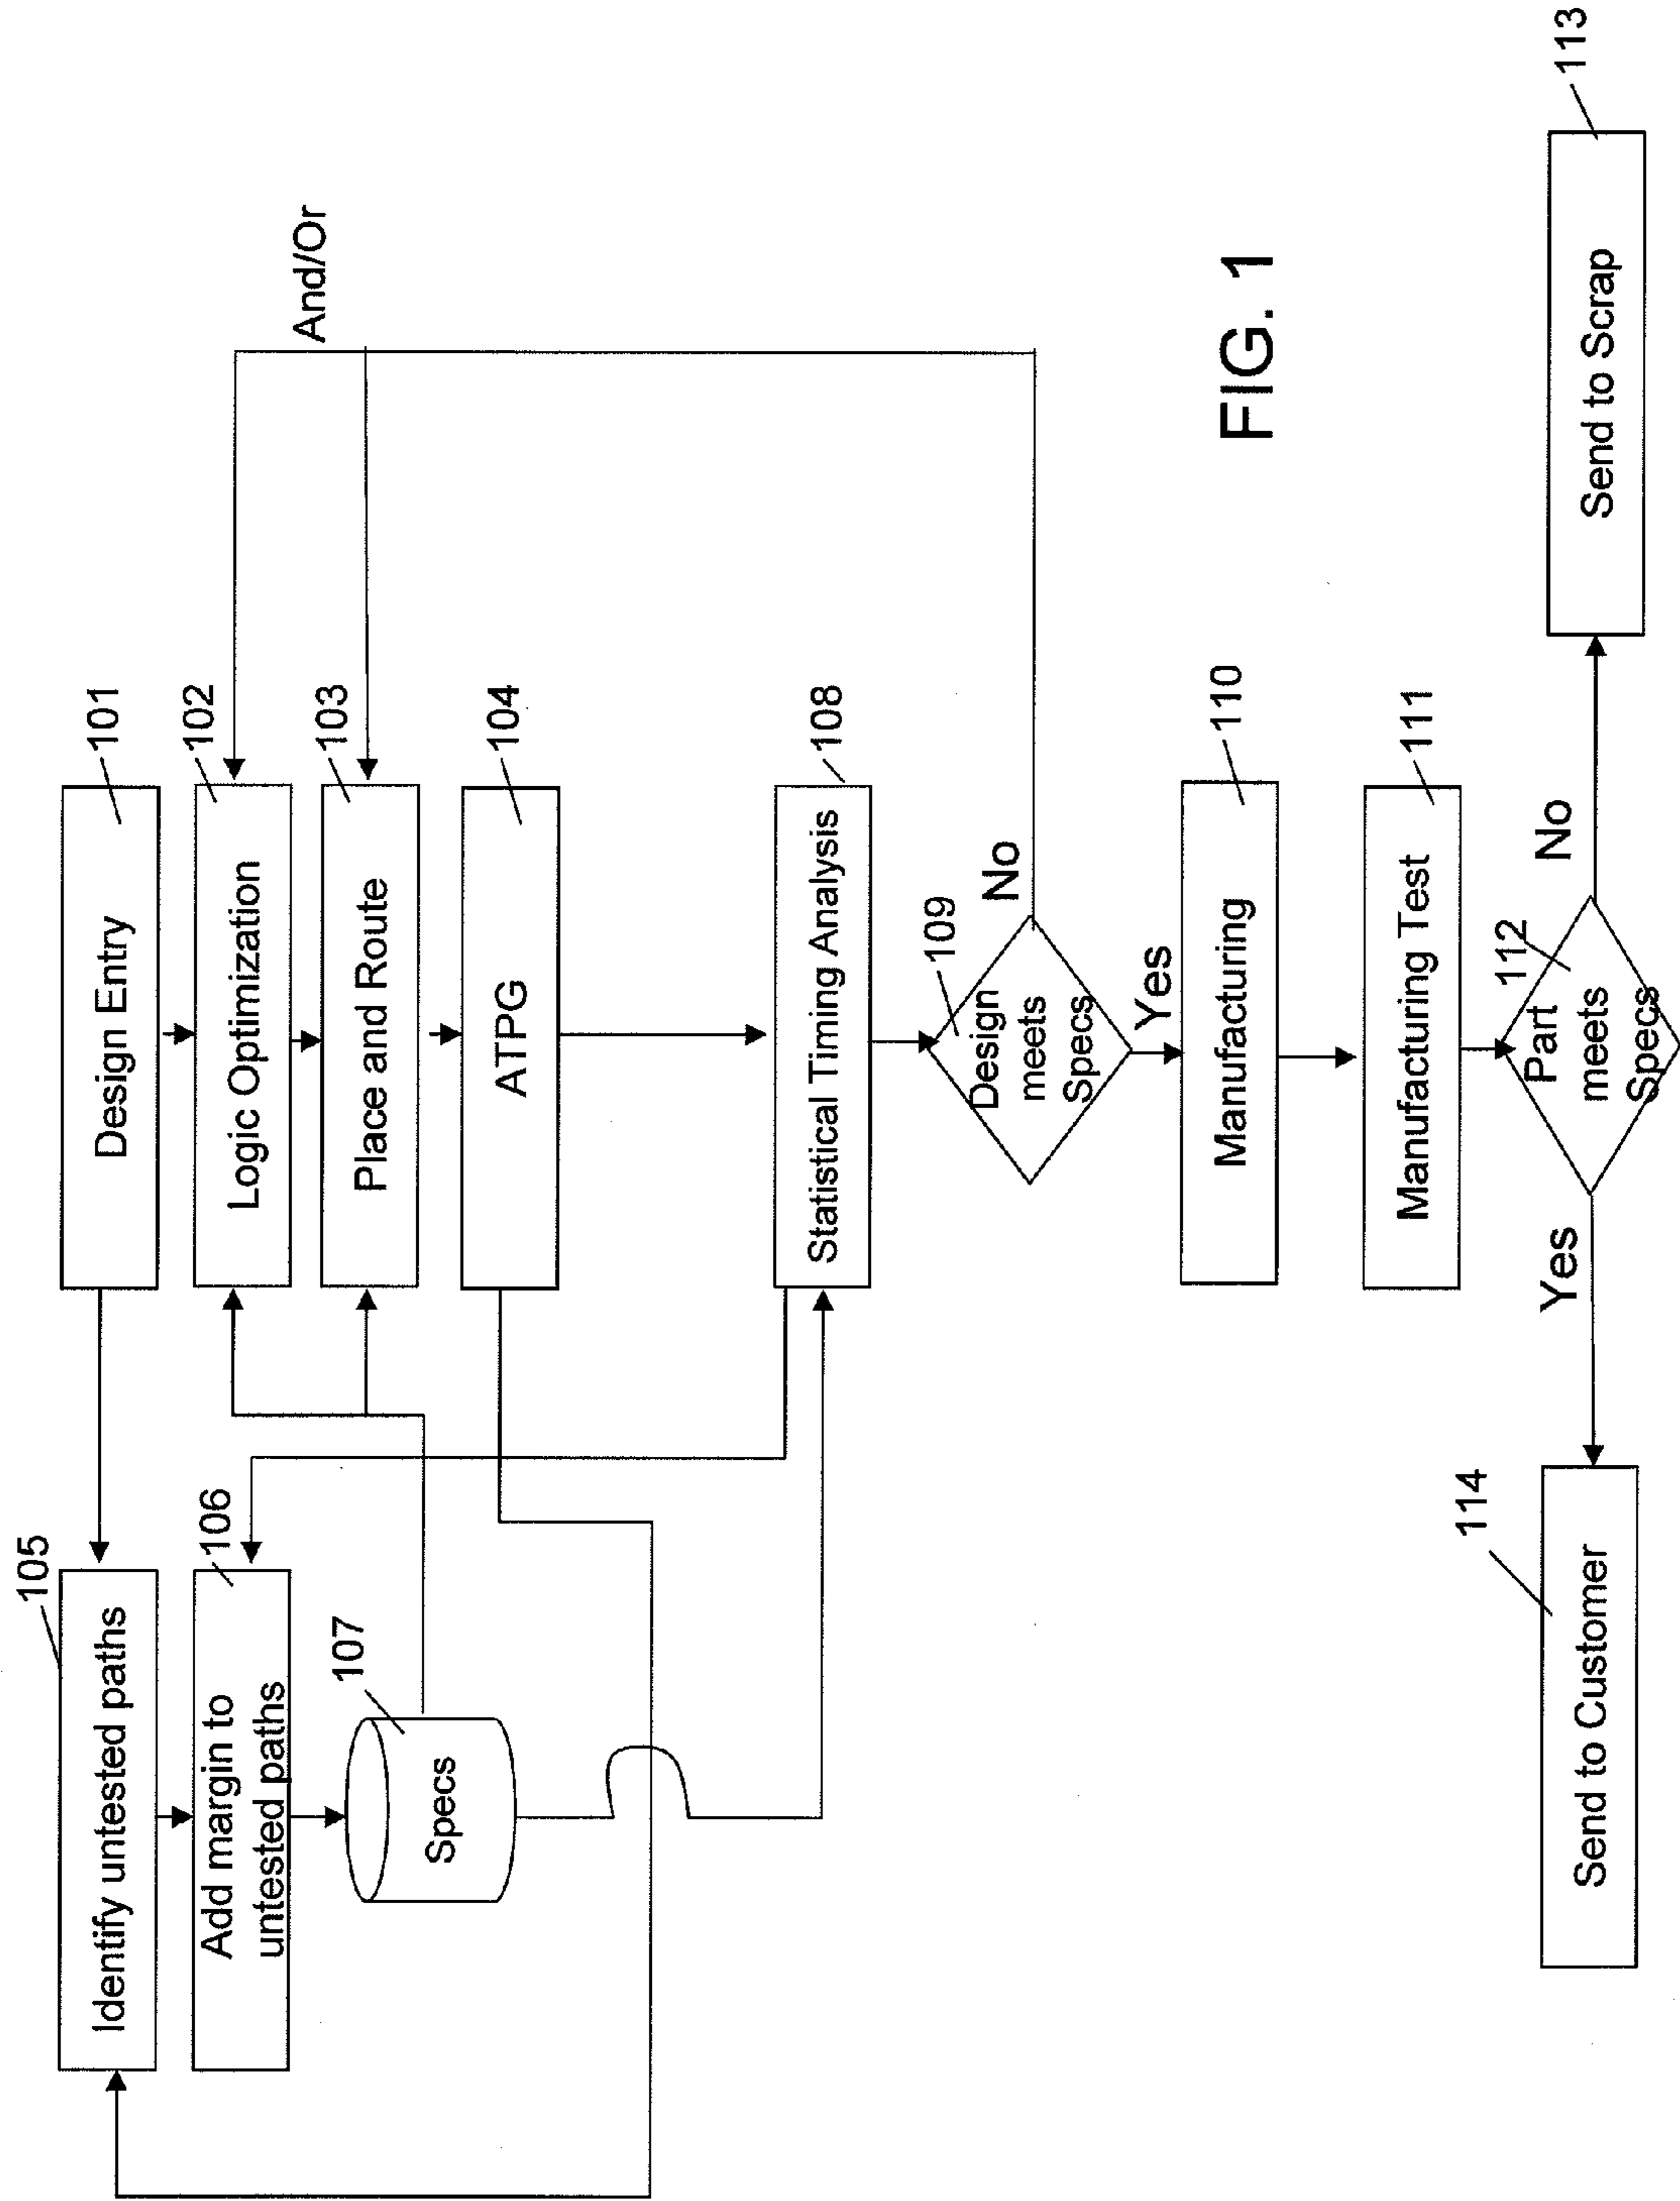 105
Identify untested paths
106
Add margin to
untested paths
107
Specs
101
Design Entry
102
Logic Optimization
103
Place and Route
104
ATPG
And/Or
108
Statistical Timing Analysis
109
Design
meets
Specs
No
Yes
110
Manufacturing
111
Manufacturing Test
112
Part
meets
Specs
No
Yes
113
Send to Scrap
114
Send to Customer
FIG. 1